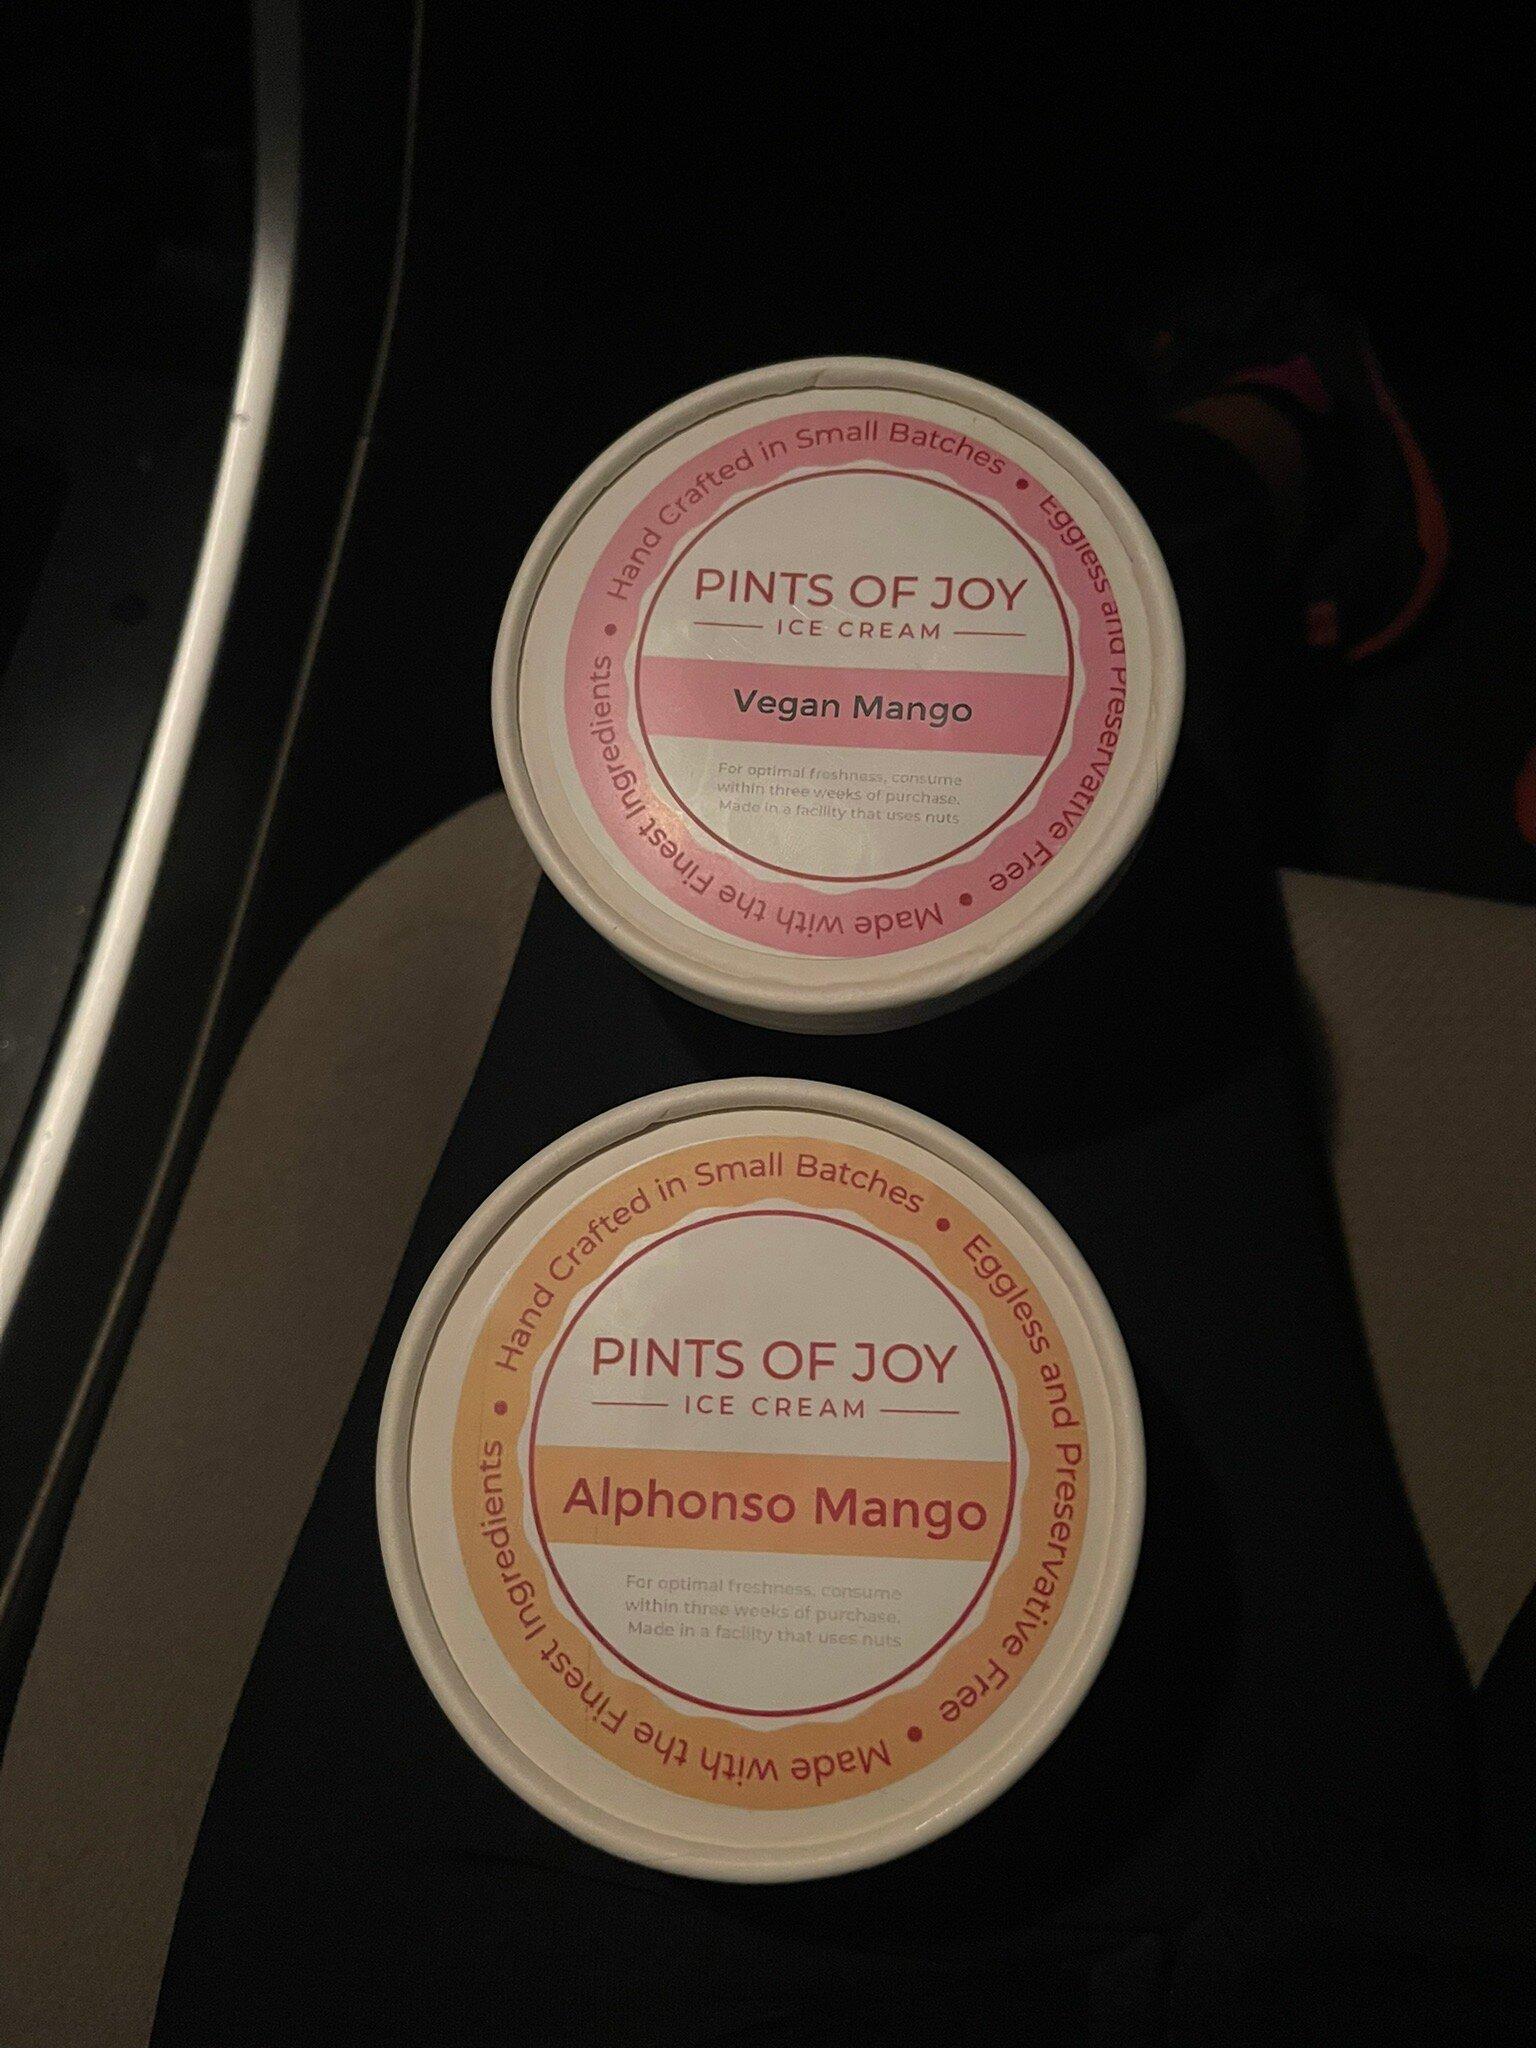 Hand Crafted in Small Batches • Eggless and Preservative Free • Made with the Finest Ingredients •
PINTS OF JOY
ICE CREAM
Vegan Mango
For optimal freshness, consume
within three weeks of purchase.
Made in a facility that uses nuts
Hand Crafted in Small Batches • Eggless and Preservative Free • Made with the Finest Ingredients •
PINTS OF JOY
ICE CREAM
Alphonso Mango
For optimal freshness, consume
within three weeks of purchase.
Made in a facility that uses nuts